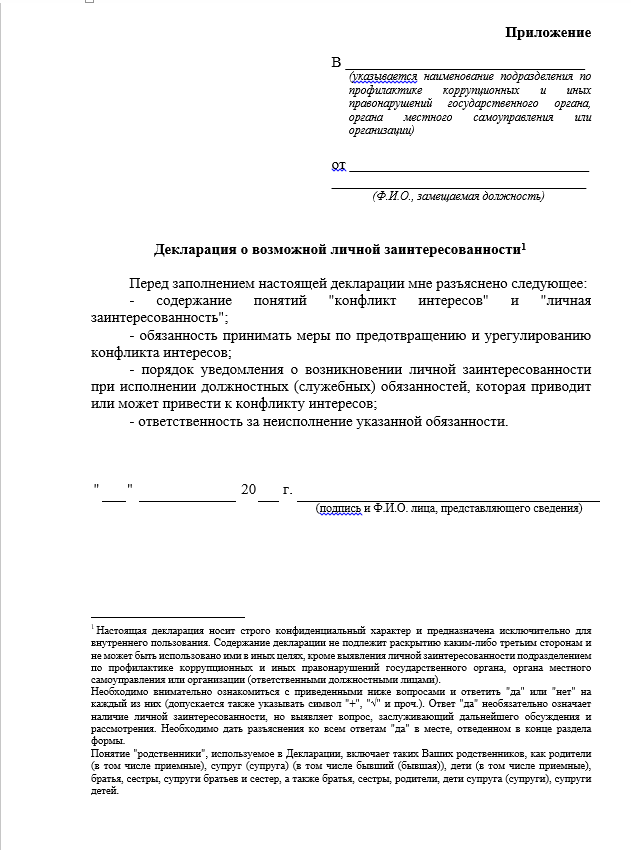 Приложение
В
(указывается наименование подразделения по
профилактике коррупционных и иных
правонарушений государственного органа,
органа местного самоуправления или
организации)
от
(Ф.И.О., замещаемая должность)
Декларация о возможной личной заинтересованности1
Перед заполнением настоящей декларации мне разъяснено следующее:
- содержание понятий "конфликт интересов" и "личная
заинтересованность";
- обязанность принимать меры по предотвращению и урегулированию
конфликта интересов;
- порядок уведомления о возникновении личной заинтересованности
при исполнении должностных (служебных) обязанностей, которая приводит
или может привести к конфликту интересов;
- ответственность за неисполнение указанной обязанности.
"___" ____________ 20___ г.
(подпись и Ф.И.О. лица, представляющего сведения)
1 Настоящая декларация носит строго конфиденциальный характер и предназначена исключительно для
внутреннего пользования. Содержание декларации не подлежит раскрытию каким-либо третьим сторонам и
не может быть использовано ими в иных целях, кроме выявления личной заинтересованности подразделением
по профилактике коррупционных и иных правонарушений государственного органа, органа местного
самоуправления или организации (ответственными должностными лицами).
Необходимо внимательно ознакомиться с приведенными ниже вопросами и ответить "да" или "нет" на
каждый из них (допускается также указывать символ "+", "√" и проч.). Ответ "да" необязательно означает
наличие личной заинтересованности, но выявляет вопрос, заслуживающий дальнейшего обсуждения и
рассмотрения. Необходимо дать разъяснения ко всем ответам "да" в месте, отведенном в конце раздела
формы.
Понятие "родственники", используемое в Декларации, включает таких Ваших родственников, как родители
(в том числе приемные), супруг (супруга) (в том числе бывший (бывшая)), дети (в том числе приемные),
братья, сестры, супруги братьев и сестер, а также братья, сестры, родители, дети супруга (супруги), супруги
детей.